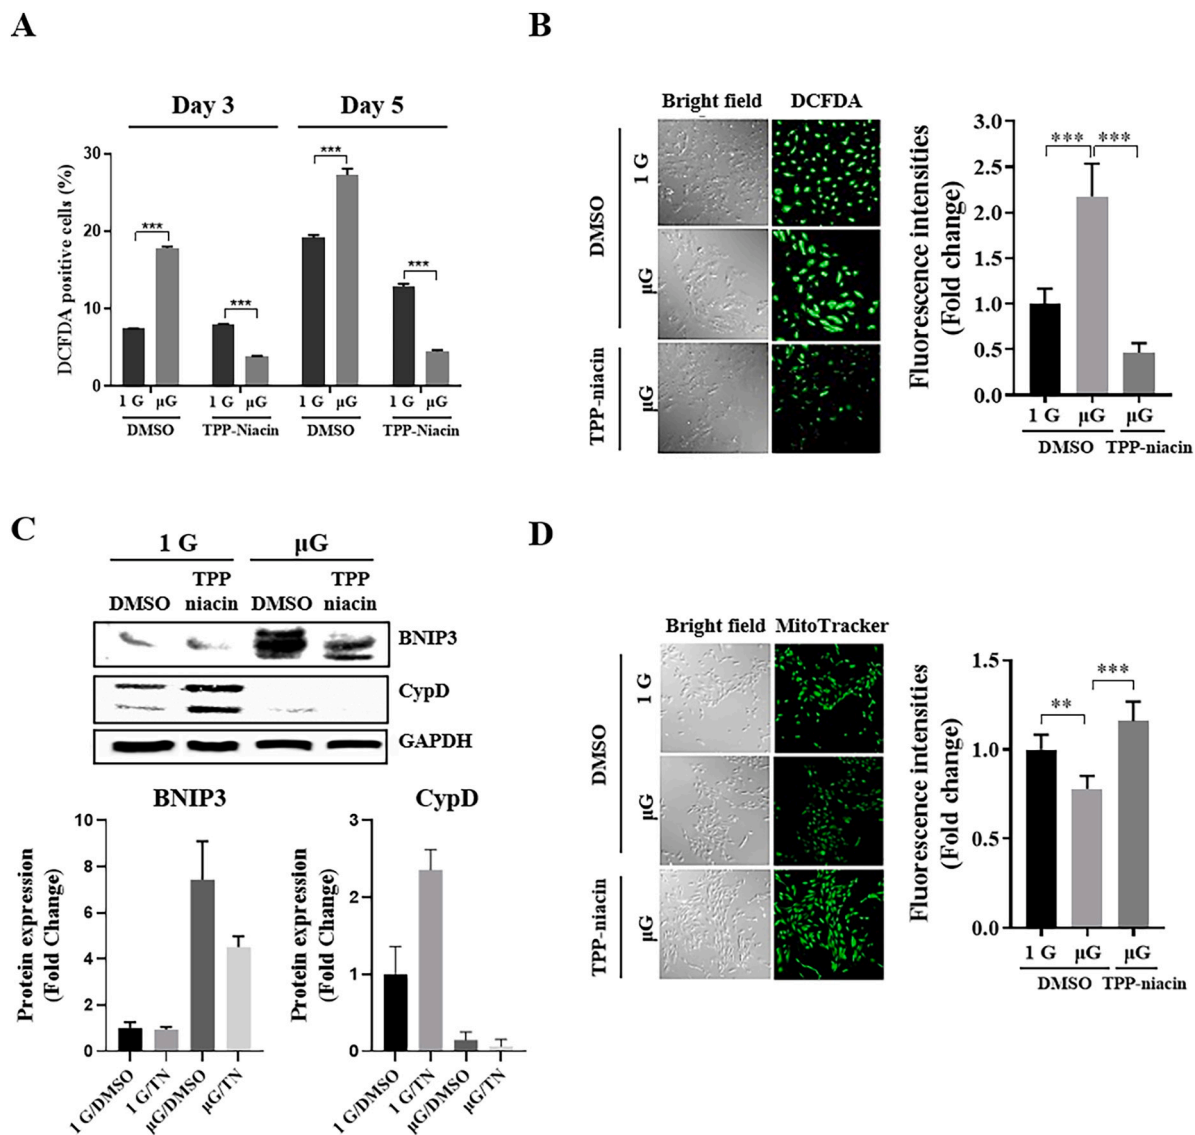 A
Day 3
Day 5
DCFDA positive cells (%)
30
20
10
0
***
***
***
***
1 G μG 1 G μG 1 G μG 1 G μG
DMSO TPP-Niacin DMSO TPP-Niacin
B
Bright field DCFDA
DMSO
1 G
μG
TPP-niacin
μG
Fluorescence intensities
(Fold change)
3.0
2.5
2.0
1.5
1.0
0.5
0.0
*** ***
1 G μG μG
DMSO TPP-niacin
C
1 G μG
DMSO TPP niacin DMSO TPP niacin
BNIP3
CypD
GAPDH
BNIP3
Protein expression
(Fold Change)
10
8
6
4
2
0
1 G/DMSO
1 G/TN
μG/DMSO
μG/TN
CypD
Protein expression
(Fold Change)
3
2
1
0
1 G/DMSO
1 G/TN
μG/DMSO
μG/TN
D
Bright field MitoTracker
DMSO
1 G
μG
TPP-niacin
μG
Fluorescence intensities
(Fold change)
1.5
1.0
0.5
0.0
** ***
1 G μG μG
DMSO TPP-niacin